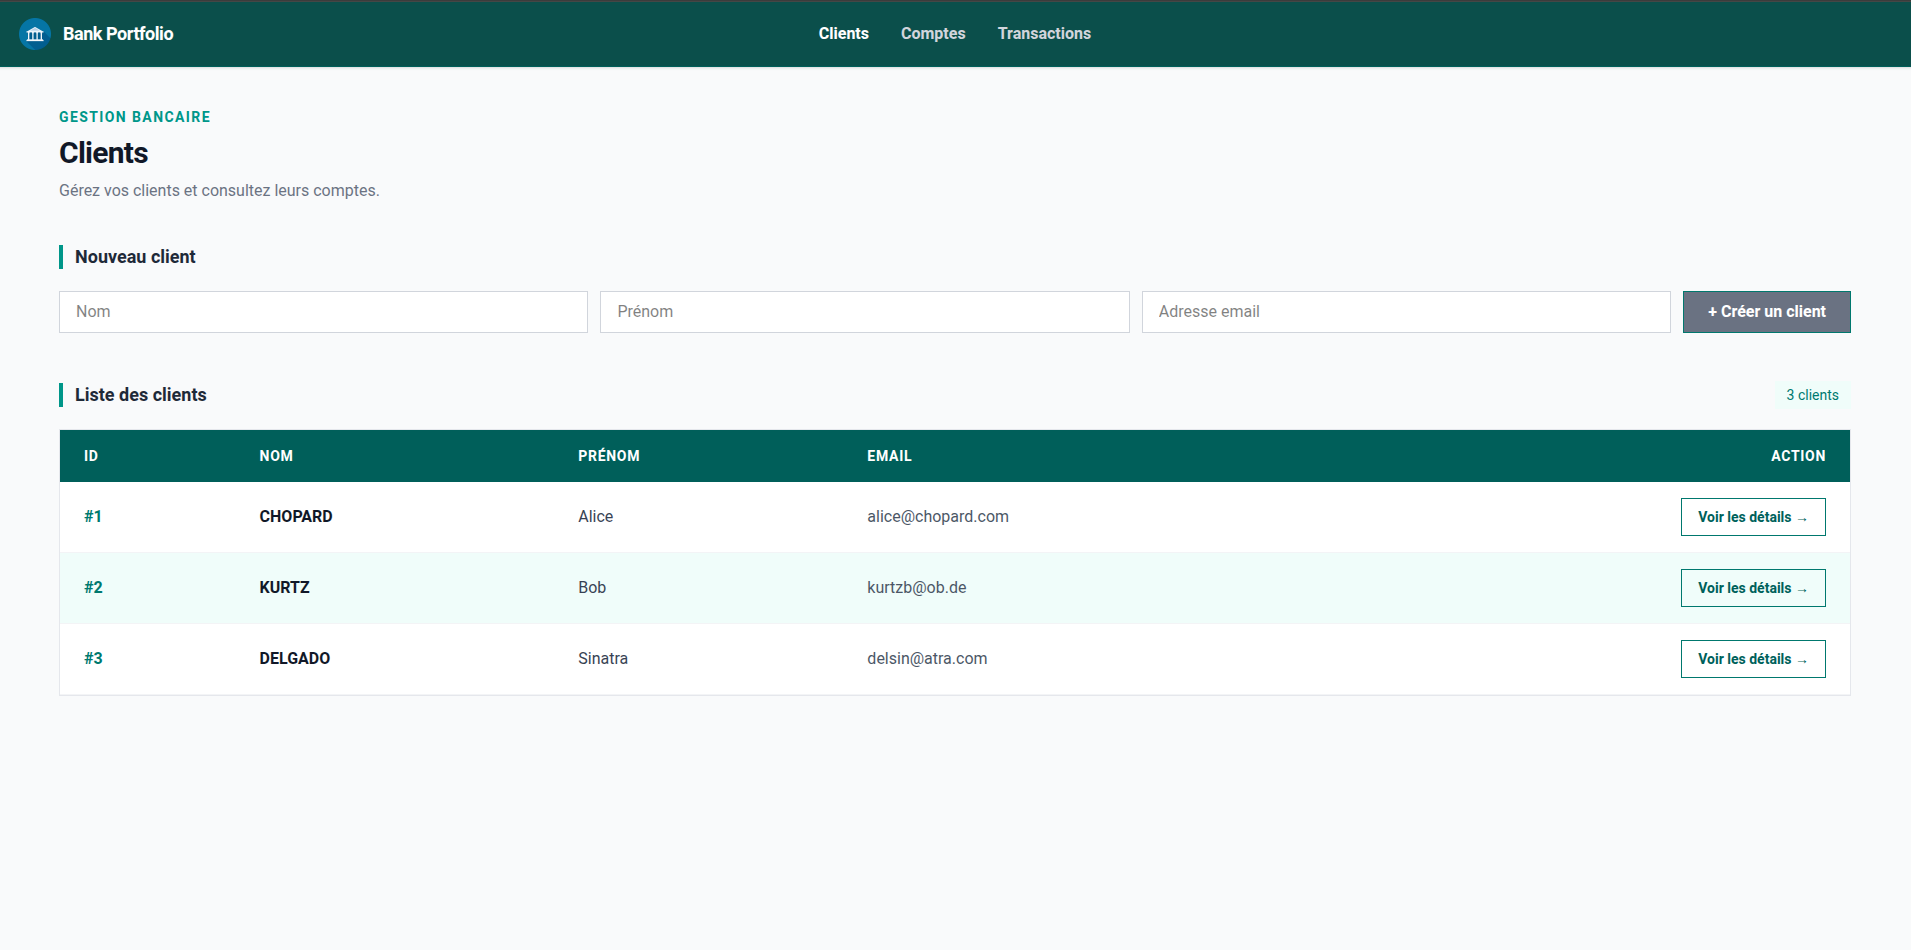 Bank Portfolio Clients Comptes Transactions
GESTION BANCAIRE
Clients
Gérez vos clients et consultez leurs comptes.
Nouveau client
Nom Prénom Adresse email + Créer un client
Liste des clients 3 clients
ID NOM PRÉNOM EMAIL ACTION
#1 CHOPARD Alice alice@chopard.com Voir les détails →
#2 KURTZ Bob kurtzb@ob.de Voir les détails →
#3 DELGADO Sinatra delsin@atra.com Voir les détails →